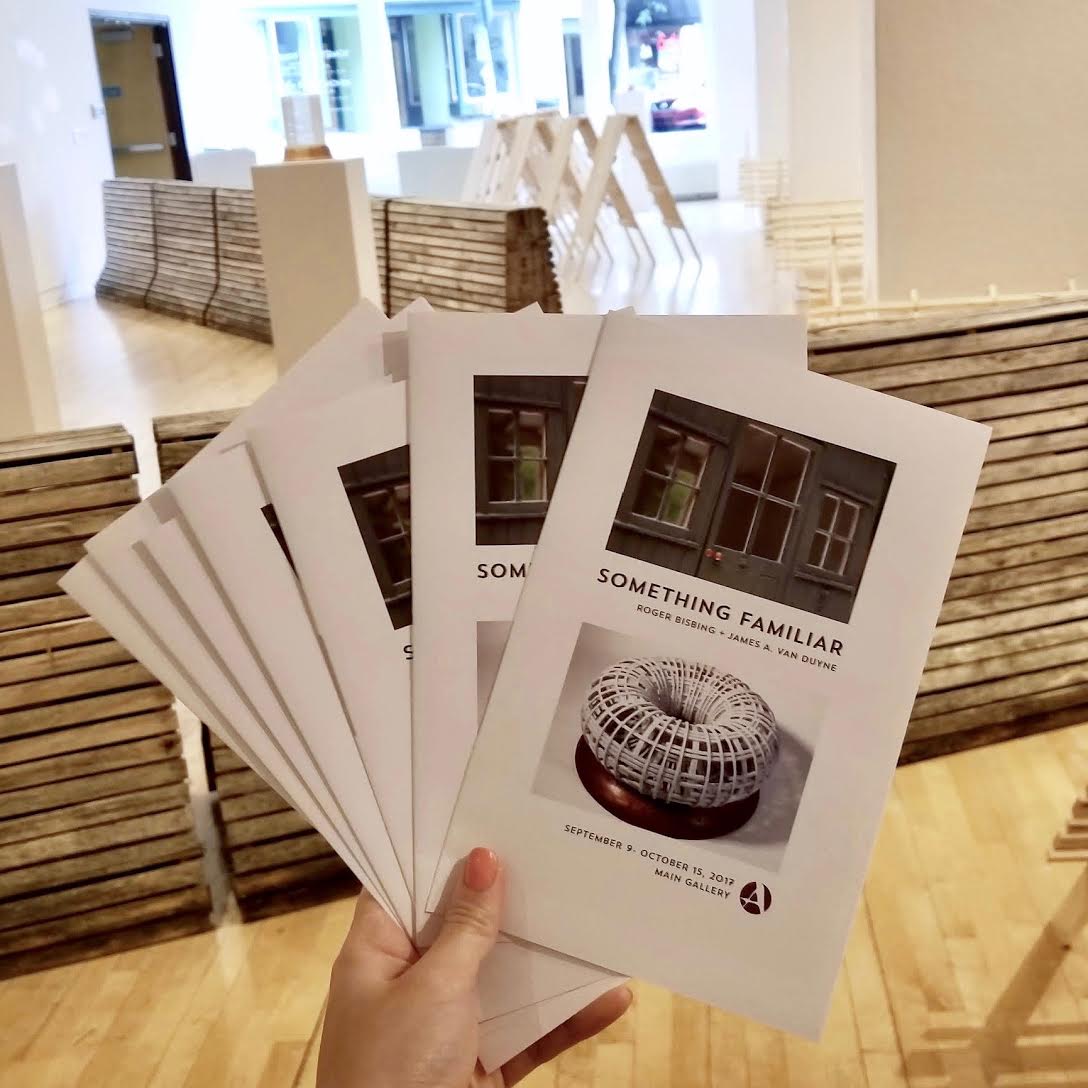 SOMETHING FAMILIAR
ROGER BISBING + JAMES A. VAN DUYNE
SEPTEMBER 9- OCTOBER 15, 2017
MAIN GALLERY
A
SOM
S